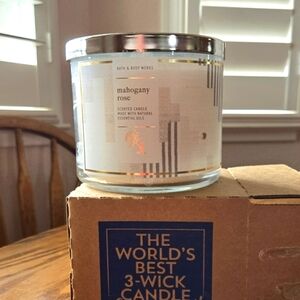 BATH & BODY WORKS
mahogany
rose
SCENTED CANDLE
MADE WITH NATURAL
ESSENTIAL OILS
THE
WORLD'S
BEST
3-WICK
CANDLE